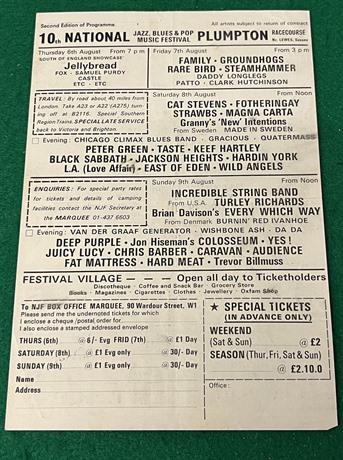 Second Edition of Programme. All artists subject to return of contract
10th NATIONAL JAZZ, BLUES & POP MUSIC FESTIVAL PLUMPTON RACECOURSE Nr. LEWES, Sussex
Thursday 6th August From 7 p m
SOUTH OF ENGLAND SHOWCASE
Jellybread
FOX - SAMUEL PURDY
CASTLE
ETC - ETC
Friday 7th August From 3 p m
FAMILY · GROUNDHOGS
RARE BIRD · STEAMHAMMER
DADDY LONGLEGS
PATTO - CLARK HUTCHINSON
TRAVEL: By road about 40 miles from London. Take A23 or A22 (A275) turning off at B2116. Special Southern Region Trains. SPECIAL LATE SERVICE back to Victoria and Brighton.
Saturday 8th August From Noon
CAT STEVENS · FOTHERINGAY
STRAWBS · MAGNA CARTA
Granny's 'New' Intentions
From Sweden MADE IN SWEDEN
Evening: CHICAGO CLIMAX BLUES BAND - GRACIOUS - QUATERMASS
PETER GREEN · TASTE · KEEF HARTLEY
BLACK SABBATH · JACKSON HEIGHTS · HARDIN YORK
L.A. (Love Affair) · EAST OF EDEN · WILD ANGELS
ENQUIRIES: For special party rates for tickets and details of camping facilities contact the NJF Secretary at the MARQUEE 01-437 6603
Sunday 9th August From Noon
INCREDIBLE STRING BAND
From U.S.A. TURLEY RICHARDS
Brian Davison's EVERY WHICH WAY
From Denmark BURNIN' RED IVANHOE
Evening: VAN DER GRAAF GENERATOR - WISHBONE ASH - DA DA
DEEP PURPLE · Jon Hiseman's COLOSSEUM · YES!
JUICY LUCY · CHRIS BARBER · CARAVAN · AUDIENCE
FAT MATTRESS · HARD MEAT · Trevor Billmuss
FESTIVAL VILLAGE — Open all day to Ticketholders
Discotheque · Coffee and Snack Bar · Grocery Store
Books · Magazines · Cigarettes · Clothes · Jewellery · Oxfam Shop
To NJF BOX OFFICE MARQUEE, 90 Wardour Street, W1
Please send me the undernoted tickets for which
I enclose a cheque/postal order for
I also enclose a stamped addressed envelope
THURS (6th) @ 6/- Evg FRID (7th) @ £1 Day
SATURDAY (8th) @ £1 Evg only @ 30/- Day
SUNDAY (9th) @ £1 Evg only @ 30/- Day
Name
Address
★ SPECIAL TICKETS
(IN ADVANCE ONLY)
WEEKEND
(Sat & Sun) @ £2
SEASON (Thur, Fri, Sat & Sun)
@ £2.10.0
Office: